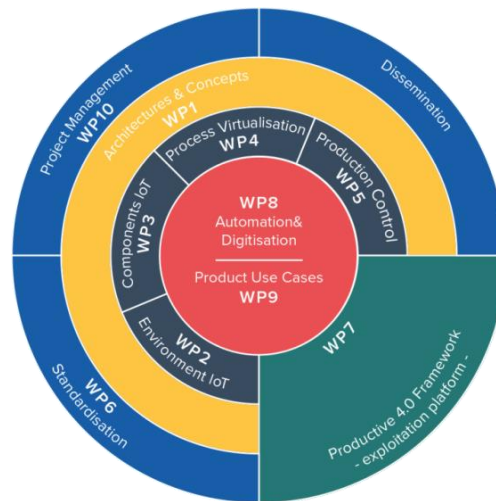 Project Management
WP10
Dissemination
Architectures & Concepts
WP1
Process Virtualisation
WP4
Production Control
WP5
Components IoT
WP3
WP8
Automation&
Digitisation
Product Use Cases
WP9
WP2
Environment IoT
WP7
Productive 4.0 Framework
- exploitation platform -
WP6
Standardisation